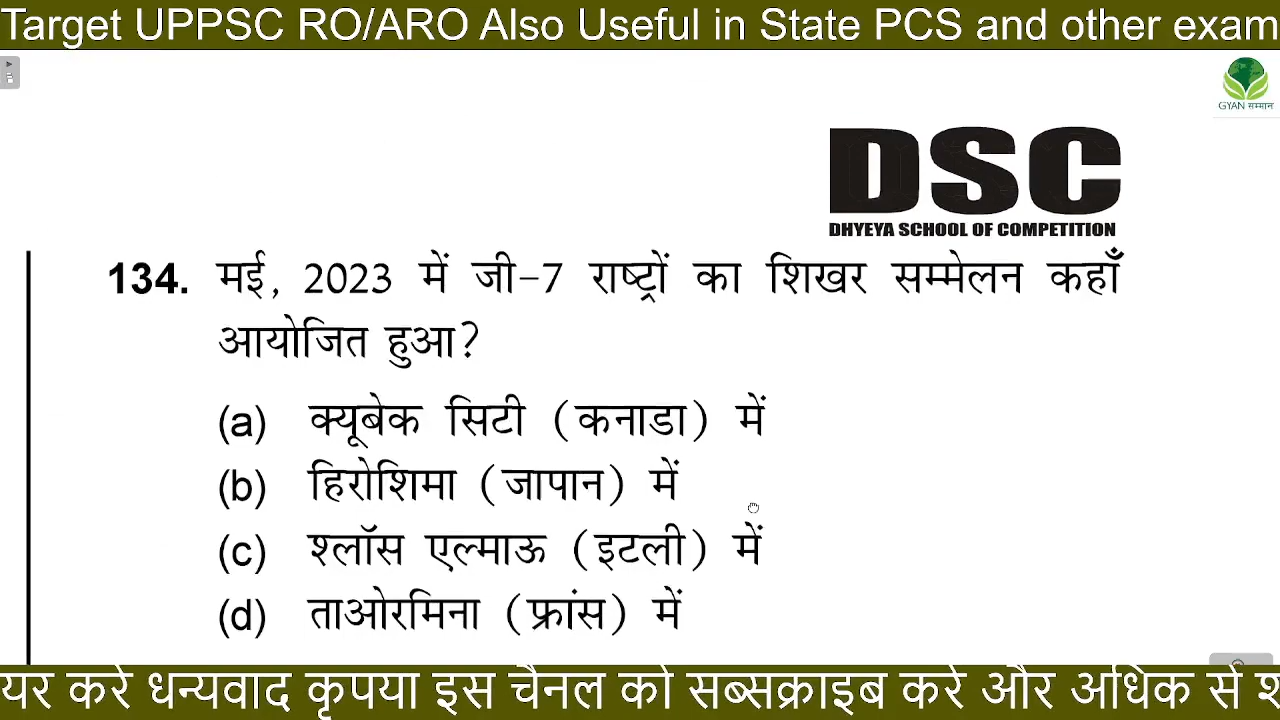 Target UPPSC RO/ARO Also Useful in State PCS and other exam
GYAN सम्मान
DSC
DHYEYA SCHOOL OF COMPETITION
134. मई, 2023 में जी-7 राष्ट्रों का शिखर सम्मेलन कहाँ
आयोजित हुआ?
(a) क्यूबेक सिटी (कनाडा) में
(b) हिरोशिमा (जापान) में
(c) श्लॉस एल्माऊ (इटली) में
(d) ताओरमिना (फ्रांस) में
यर करे धन्यवाद कृपया इस चैनल को सब्सक्राइब करे और अधिक से श